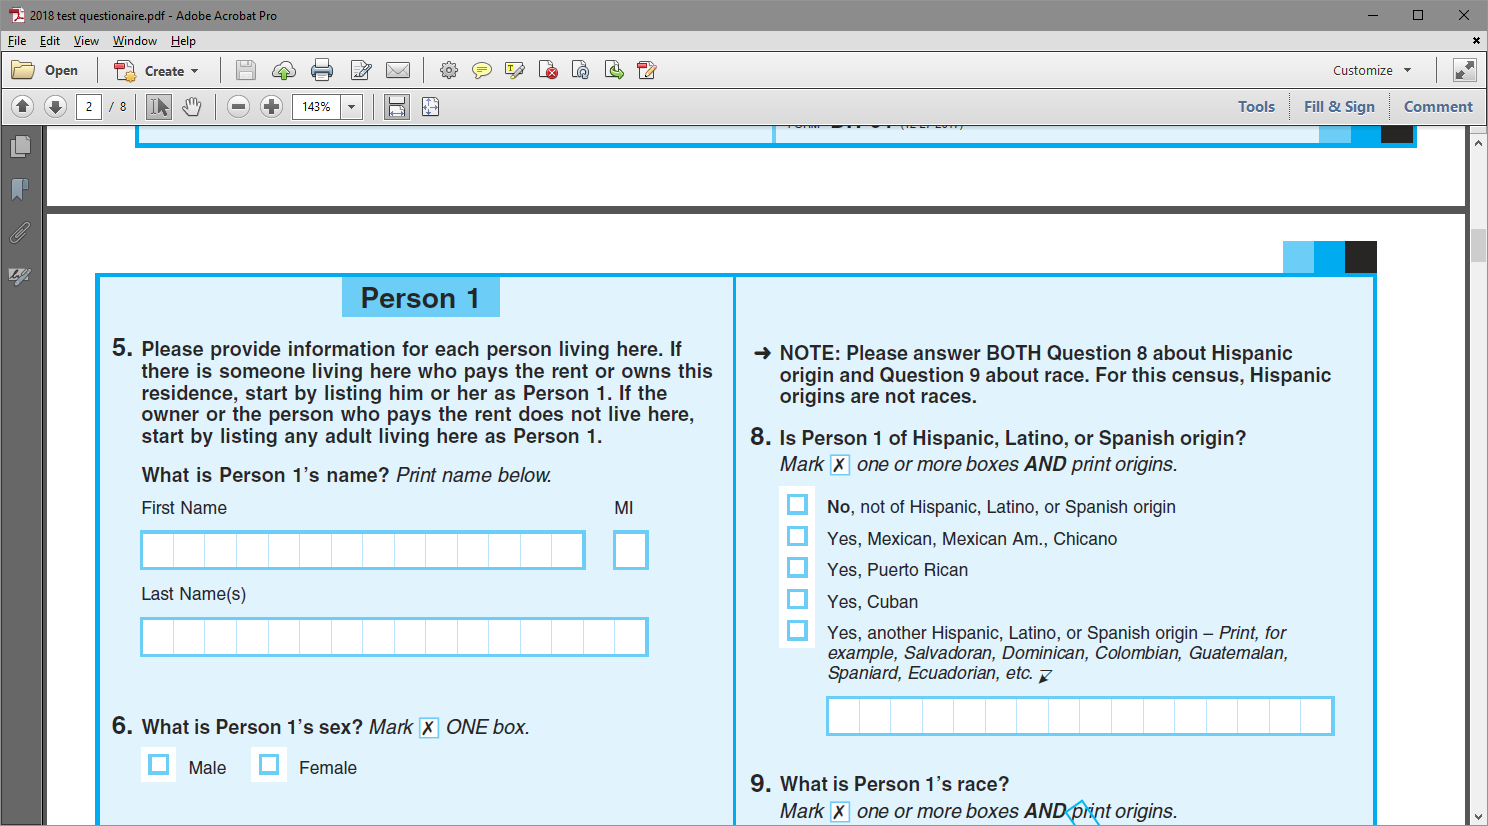 2018 test questionaire.pdf - Adobe Acrobat Pro
File Edit View Window Help
Open Create Customize
2 / 8 143% Tools Fill & Sign Comment
Person 1
5. Please provide information for each person living here. If
there is someone living here who pays the rent or owns this
residence, start by listing him or her as Person 1. If the
owner or the person who pays the rent does not live here,
start by listing any adult living here as Person 1.
What is Person 1’s name? Print name below.
First Name MI
Last Name(s)
6. What is Person 1’s sex? Mark ✗ ONE box.
Male Female
➜ NOTE: Please answer BOTH Question 8 about Hispanic
origin and Question 9 about race. For this census, Hispanic
origins are not races.
8. Is Person 1 of Hispanic, Latino, or Spanish origin?
Mark ✗ one or more boxes AND print origins.
No, not of Hispanic, Latino, or Spanish origin
Yes, Mexican, Mexican Am., Chicano
Yes, Puerto Rican
Yes, Cuban
Yes, another Hispanic, Latino, or Spanish origin – Print, for
example, Salvadoran, Dominican, Colombian, Guatemalan,
Spaniard, Ecuadorian, etc.
9. What is Person 1’s race?
Mark ✗ one or more boxes AND print origins.